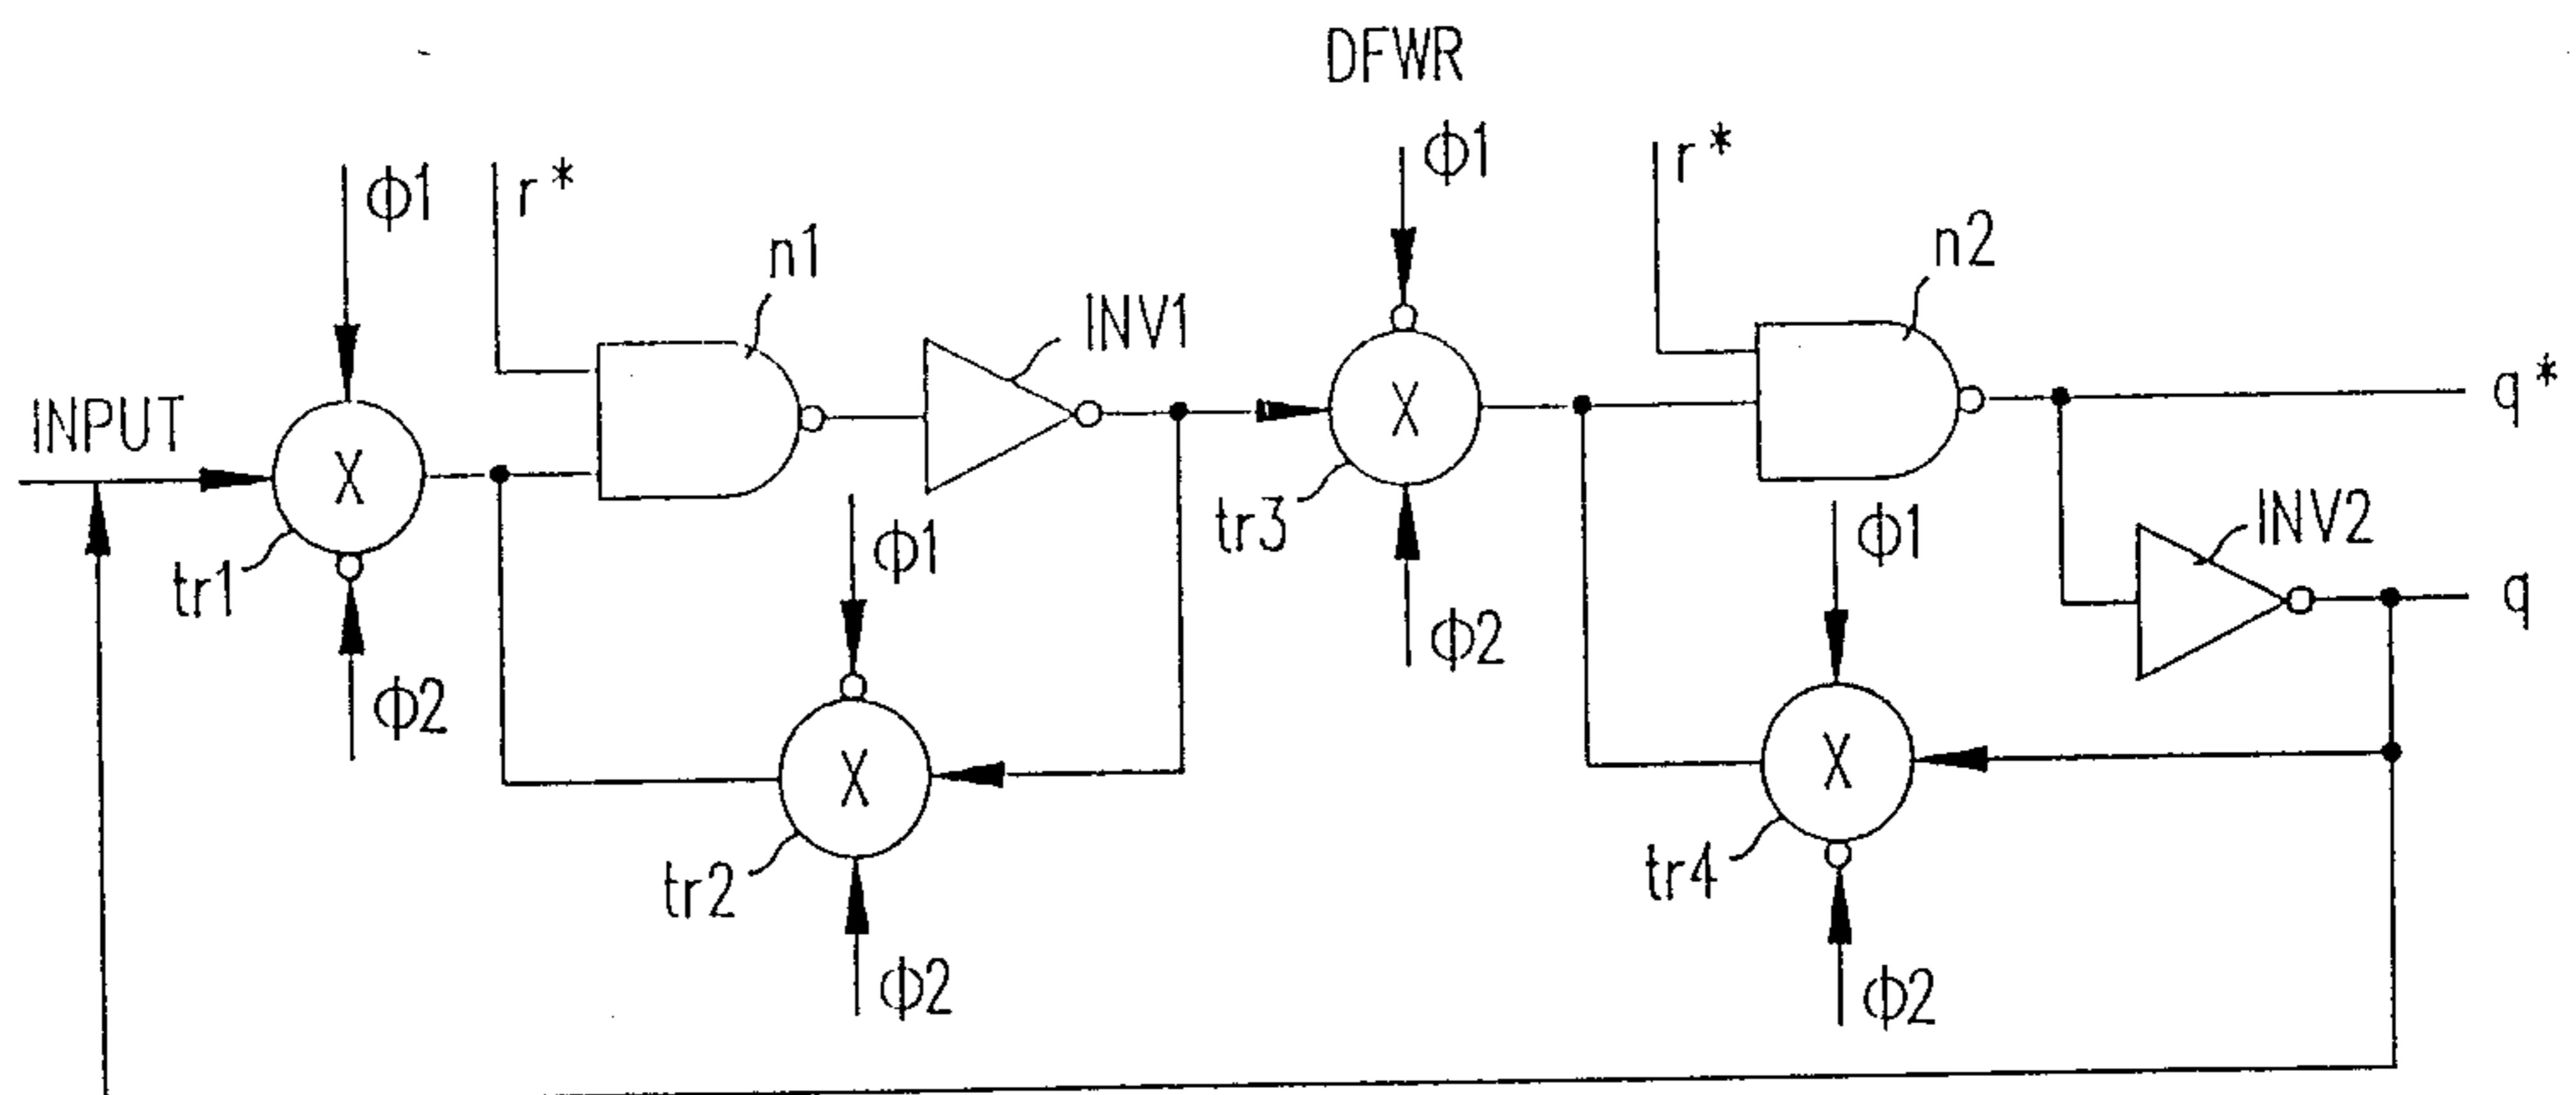 DFWR
ϕ1
r*
ϕ1
r*
n1
n2
INV1
INPUT
X
X
q*
tr1
ϕ2
ϕ1
tr3
ϕ2
ϕ1
INV2
q
X
tr2
ϕ2
X
tr4
ϕ2